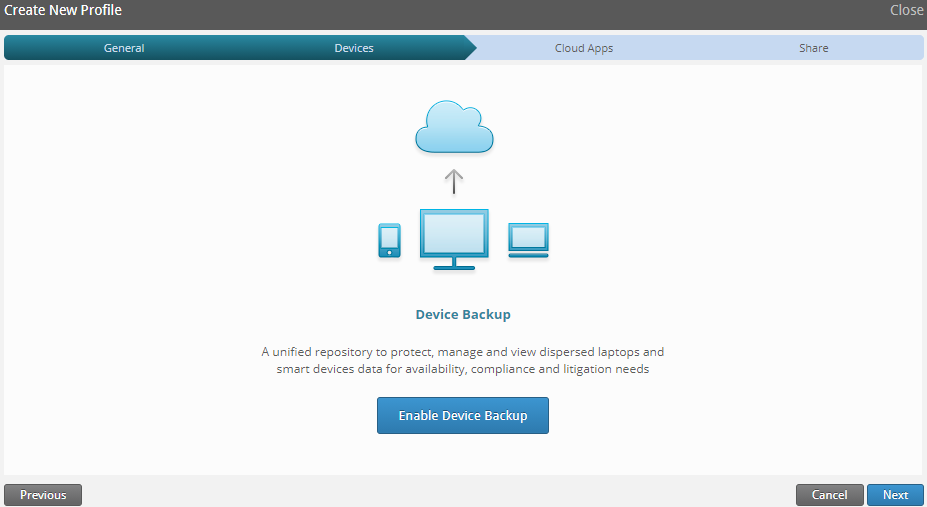 Create New Profile Close
General Devices Cloud Apps Share
Device Backup
A unified repository to protect, manage and view dispersed laptops and
smart devices data for availability, compliance and litigation needs
Enable Device Backup
Previous Cancel Next